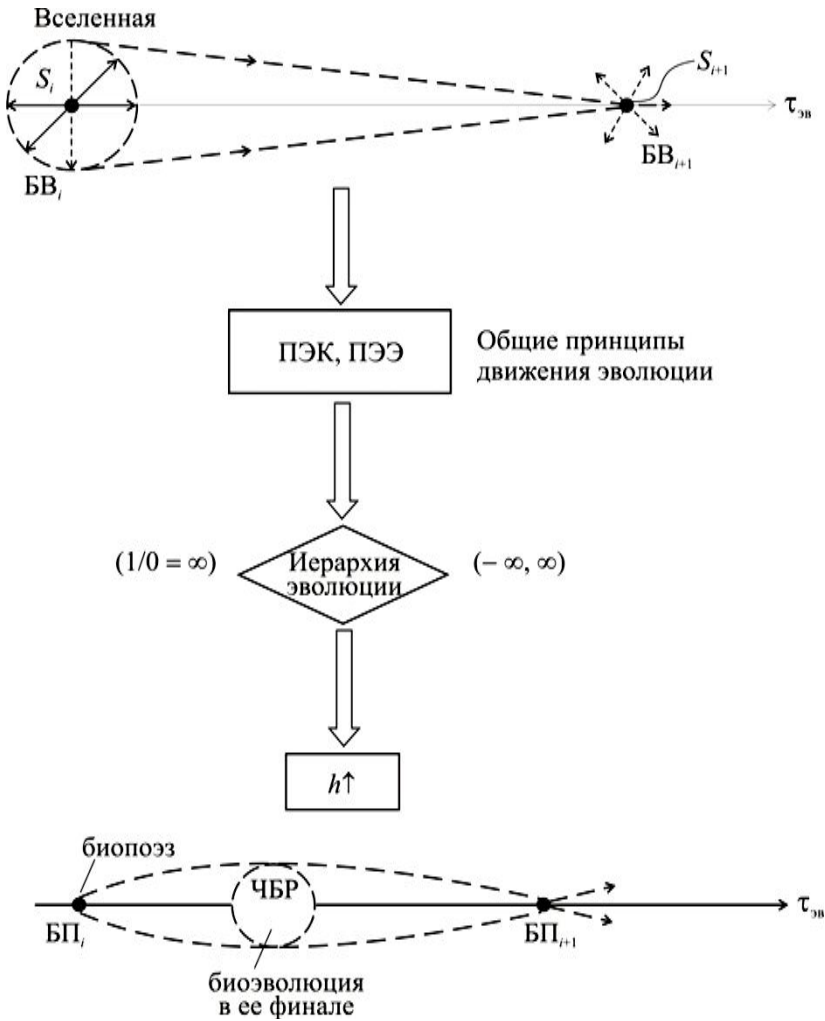 Вселенная
S_i
S_{i+1}
τ_эв
БВ_i
БВ_{i+1}
ПЭК, ПЭЭ
Общие принципы
движения эволюции
(1/0 = ∞)
Иерархия
эволюции
(– ∞, ∞)
h↑
биопоэз
ЧБР
τ_эв
БП_i
БП_{i+1}
биоэволюция
в ее финале